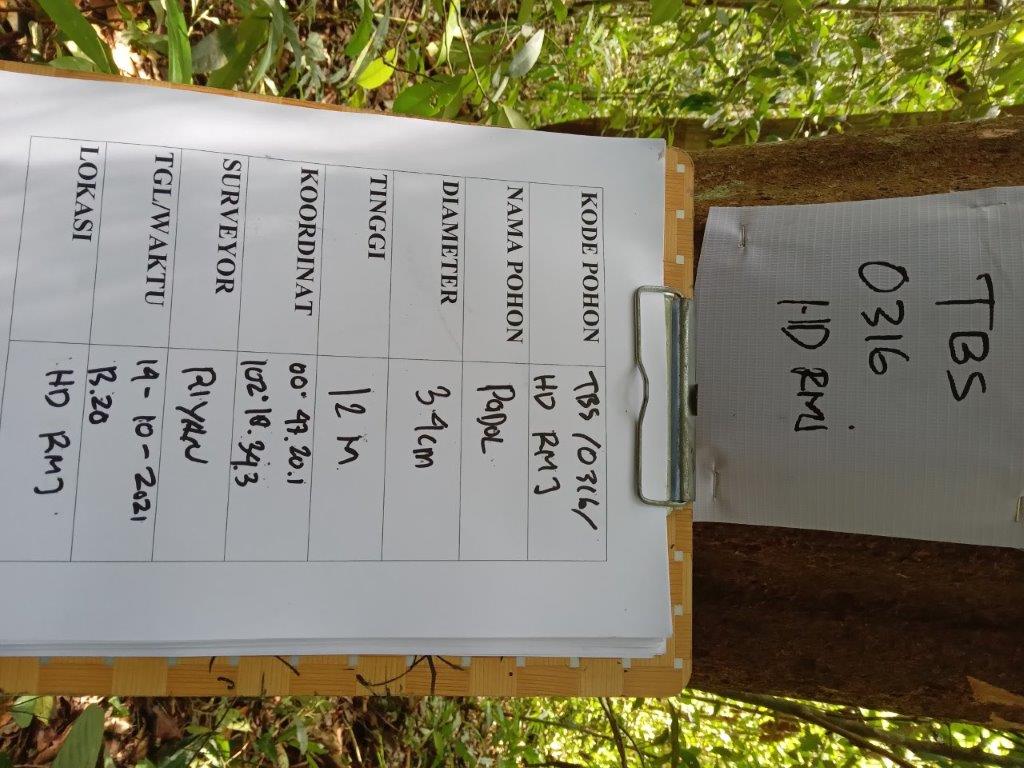 TBS
0316
HD RMJ
KODE POHON TBS /0316/
HD RMJ
NAMA POHON PODOL
DIAMETER 34cm
TINGGI 12 M
KOORDINAT 00° 47.20.1
102° 18.34.3
SURVEYOR RIYAN
TGL/WAKTU 14-10-2021
13.20
LOKASI HD RMJ